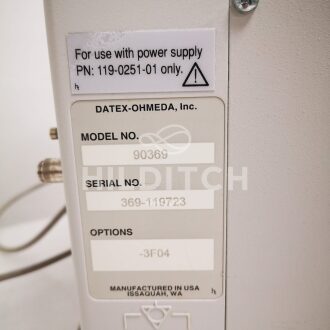 For use with power supply
PN: 119-0251-01 only.
DATEX-OHMEDA, Inc.
MODEL NO.
90369
HILDITCH
SERIAL NO.
369-119723
OPTIONS
-3F04
MANUFACTURED IN USA
ISSAQUAH, WA